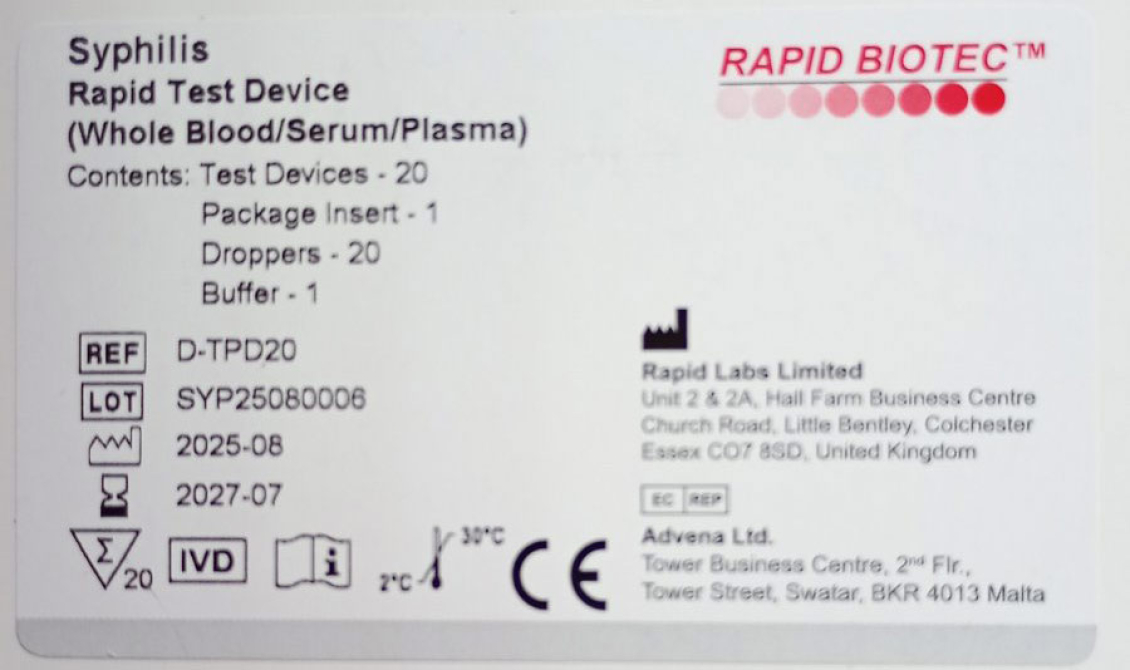 Syphilis
Rapid Test Device
(Whole Blood/Serum/Plasma)
Contents: Test Devices - 20
Package Insert - 1
Droppers - 20
Buffer - 1
REF D-TPD20
LOT SYP25080006
2025-08
2027-07
Σ 20
IVD
i
2°C 30°C
CE
RAPID BIOTEC™
Rapid Labs Limited
Unit 2 & 2A, Hall Farm Business Centre
Church Road, Little Bentley, Colchester
Essex CO7 8SD, United Kingdom
EC REP
Advena Ltd.
Tower Business Centre, 2nd Flr.,
Tower Street, Swatar, BKR 4013 Malta